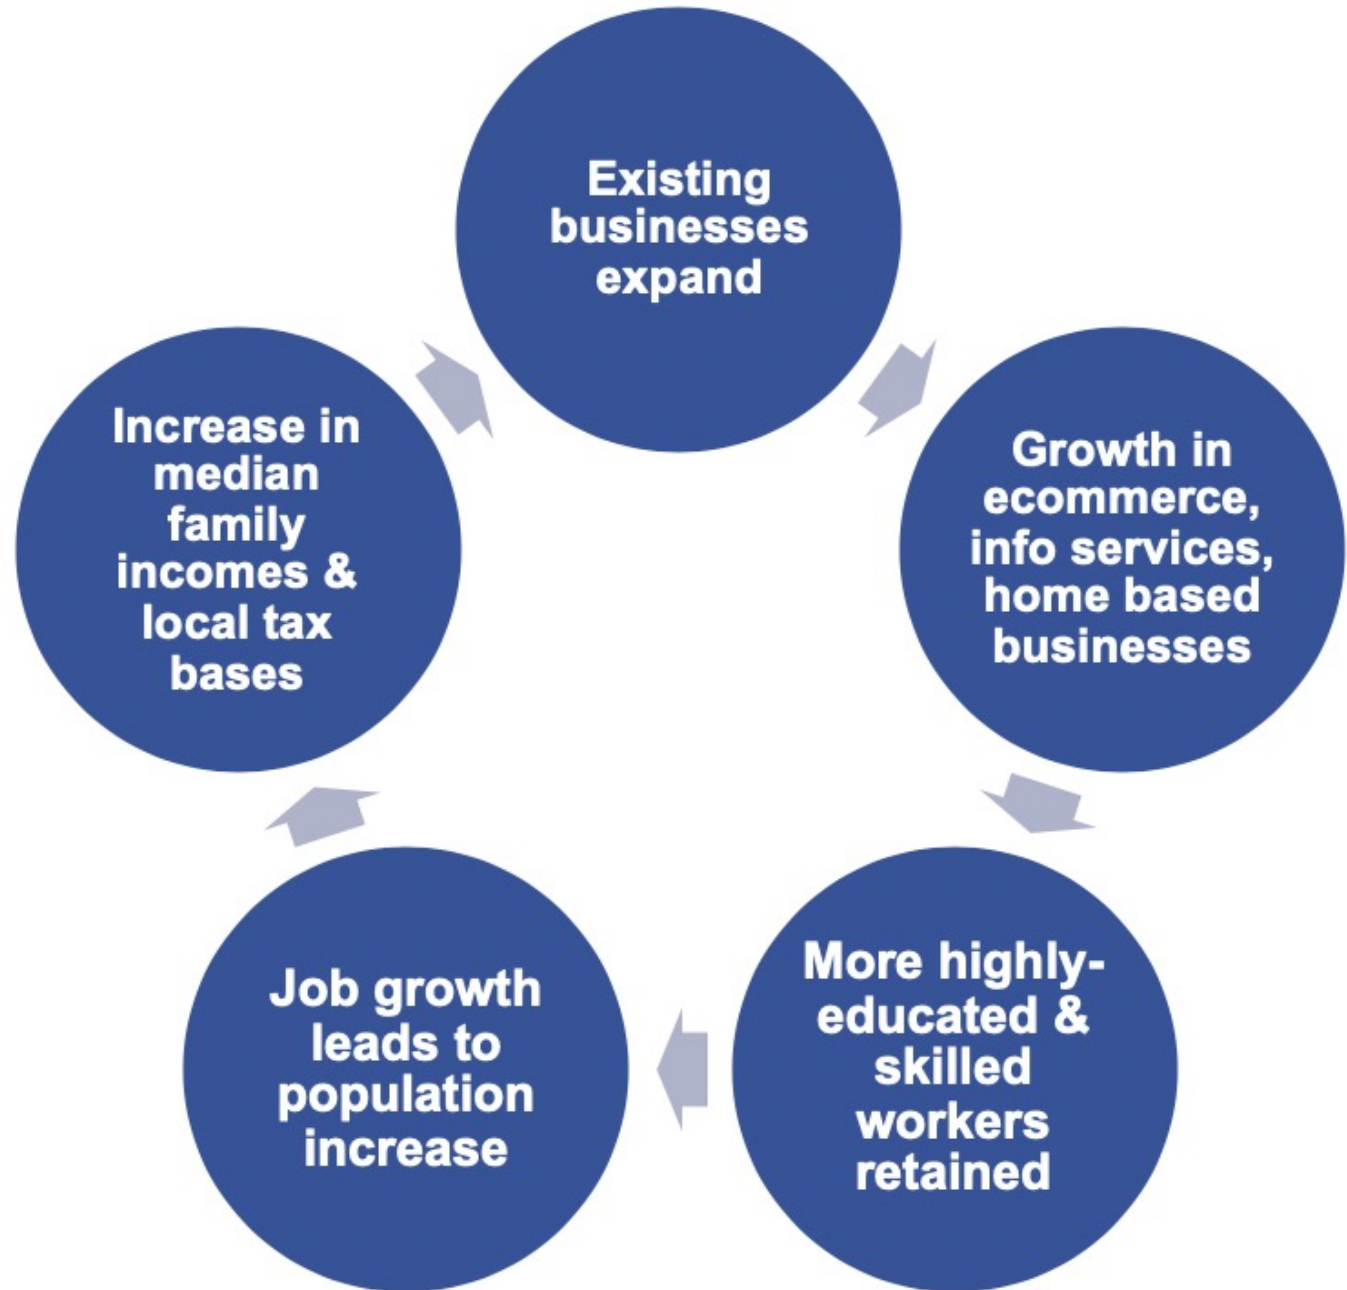 Existing
businesses
expand
Growth in
ecommerce,
info services,
home based
businesses
More highly-
educated &
skilled
workers
retained
Job growth
leads to
population
increase
Increase in
median
family
incomes &
local tax
bases